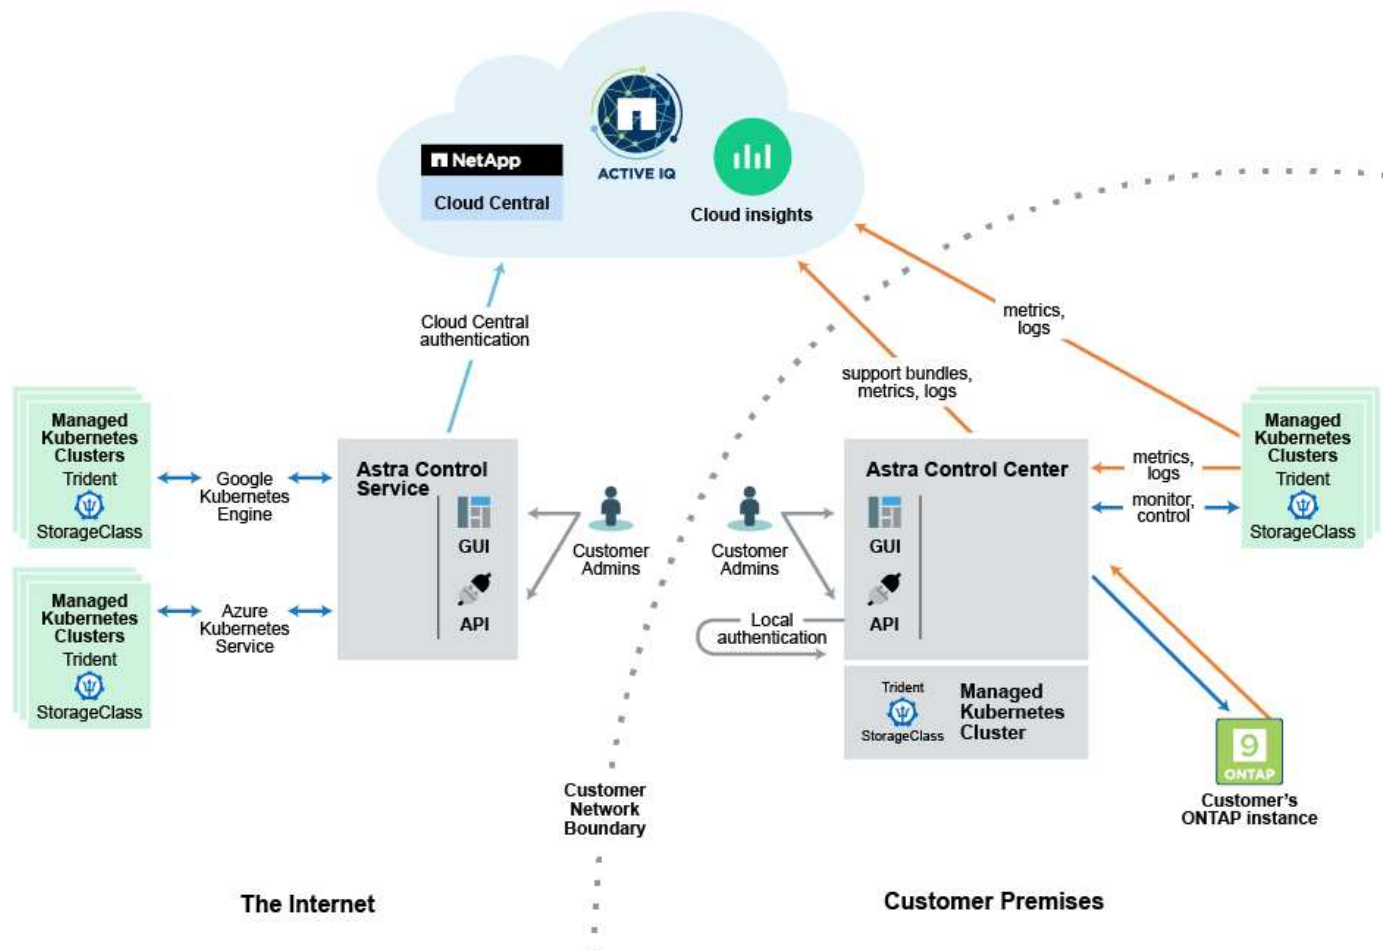 NetApp
Cloud Central
ACTIVE IQ
Cloud insights
Cloud Central
authentication
metrics,
logs
support bundles,
metrics, logs
Managed
Kubernetes
Clusters
Trident
StorageClass
Google
Kubernetes
Engine
Managed
Kubernetes
Clusters
Trident
StorageClass
Azure
Kubernetes
Service
Astra Control
Service
GUI
API
Customer
Admins
Customer
Admins
Local
authentication
Astra Control Center
GUI
API
Trident
StorageClass
Managed
Kubernetes
Cluster
metrics,
logs
monitor,
control
Managed
Kubernetes
Clusters
Trident
StorageClass
9
ONTAP
Customer's
ONTAP instance
Customer
Network
Boundary
The Internet
Customer Premises